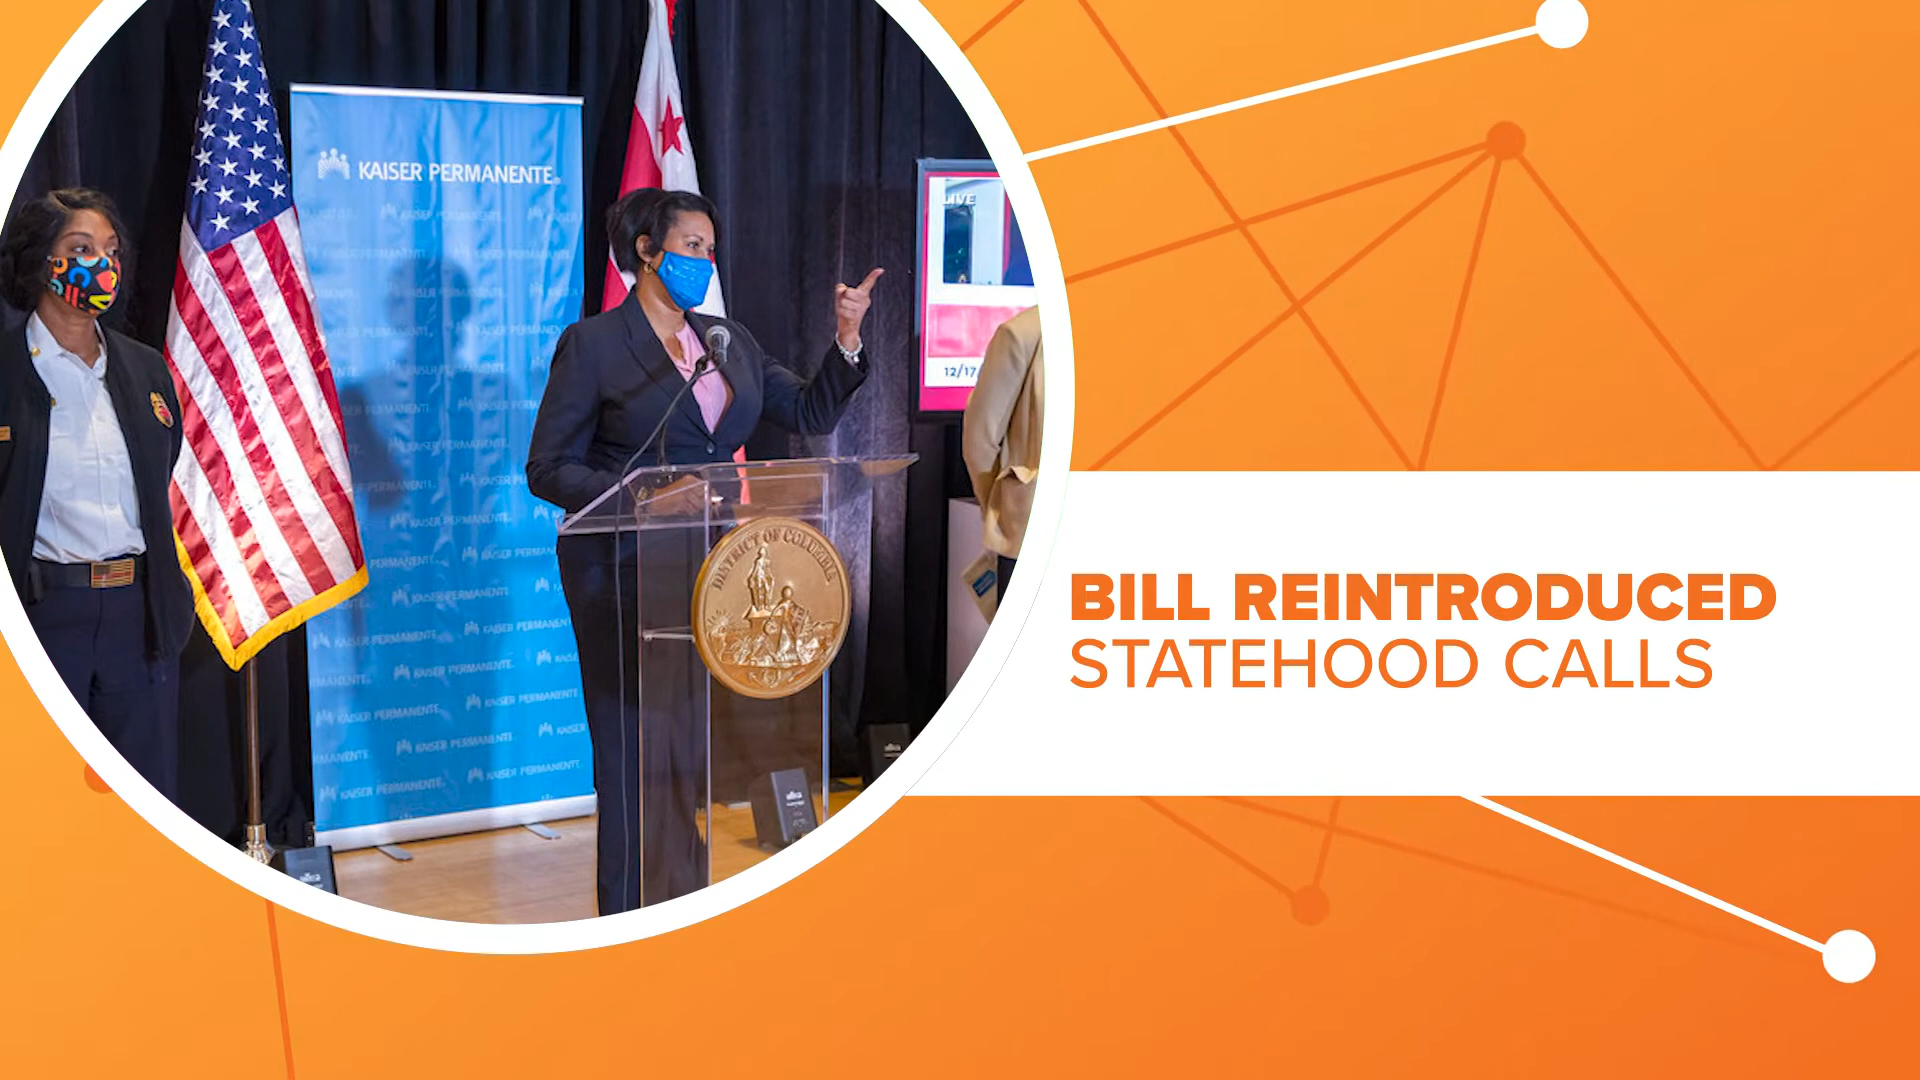 KAISER PERMANENTE
LIVE
12/17
DISTRICT OF COLUMBIA
BILL REINTRODUCED
STATEHOOD CALLS